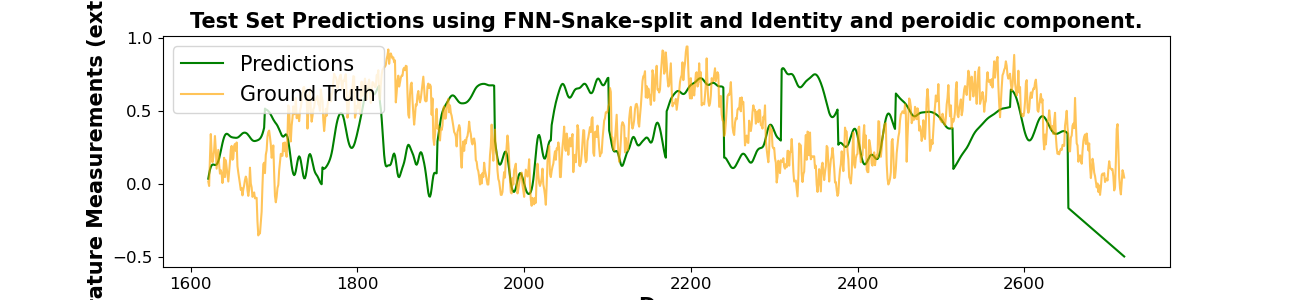 Test Set Predictions using FNN-Snake-split and Identity and peroidic component.
Predictions
Ground Truth
1.0
0.5
0.0
−0.5
1600
1800
2000
2200
2400
2600
Measurements